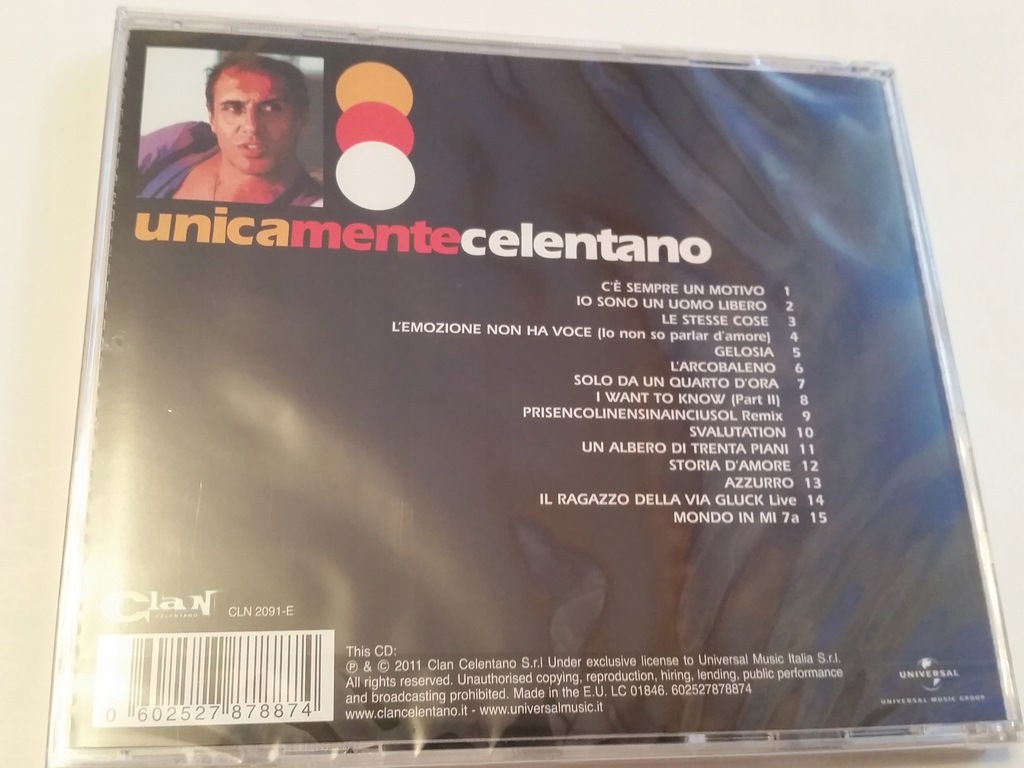 unicamentecelentano
C'È SEMPRE UN MOTIVO 1
IO SONO UN UOMO LIBERO 2
LE STESSE COSE 3
L'EMOZIONE NON HA VOCE (Io non so parlar d'amore) 4
GELOSIA 5
L'ARCOBALENO 6
SOLO DA UN QUARTO D'ORA 7
I WANT TO KNOW (Part II) 8
PRISENCOLINENSINAINCIUSOL Remix 9
SVALUTATION 10
UN ALBERO DI TRENTA PIANI 11
STORIA D'AMORE 12
AZZURRO 13
IL RAGAZZO DELLA VIA GLUCK Live 14
MONDO IN MI 7a 15
Clan
CELENTANO
CLN 2091-E
0 602527 878874
This CD:
℗ & © 2011 Clan Celentano S.r.l Under exclusive license to Universal Music Italia S.r.l.
All rights reserved. Unauthorised copying, reproduction, hiring, lending, public performance
and broadcasting prohibited. Made in the E.U. LC 01846. 602527878874
www.clancelentano.it - www.universalmusic.it
UNIVERSAL
UNIVERSAL MUSIC GROUP